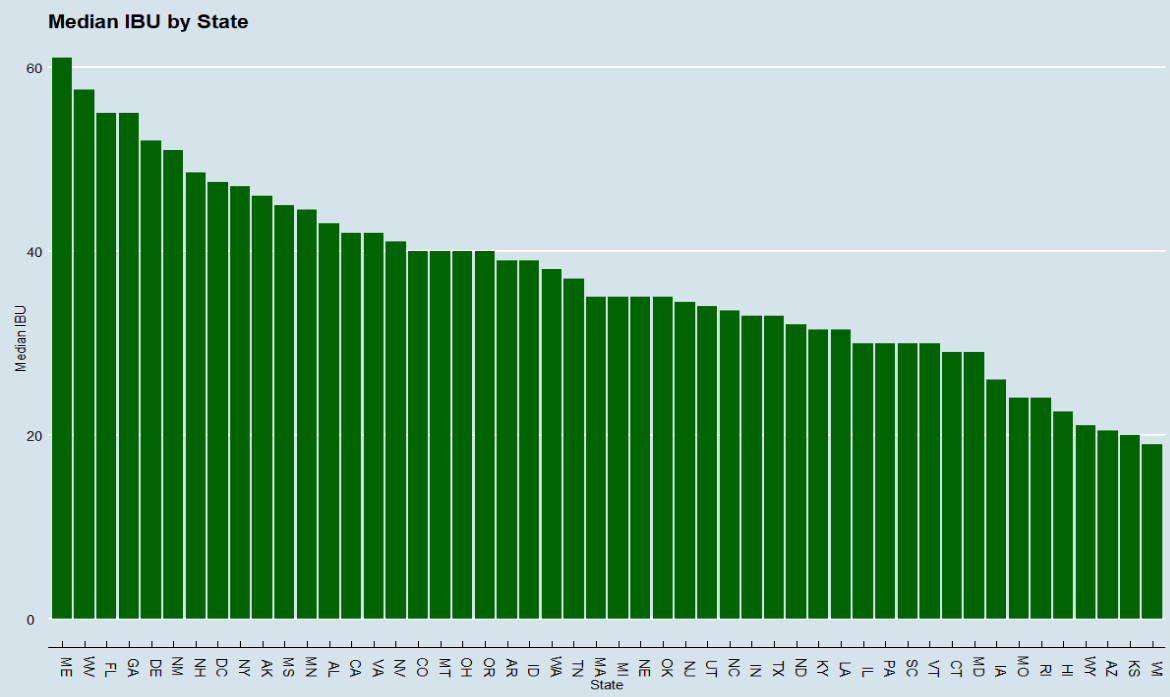 Median IBU by State
60
40
20
0
Median IBU
ME WV FL GA DE NM NH DC NY AK MS MN AL CA VA NV CO MT OH OR AR ID WA TN MA MI NE OK NJ UT NC IN TX ND KY LA IL PA SC VT CT MD IA MO RI HI WY AZ KS WI
State